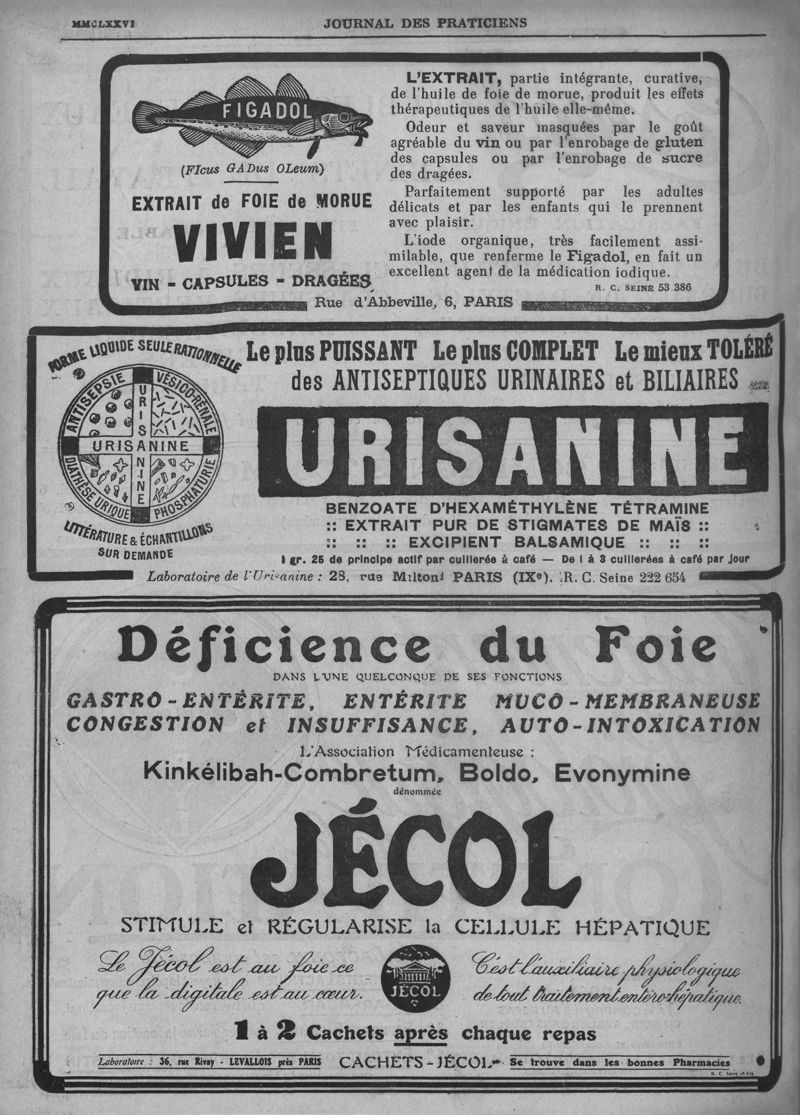 MMCLXXVI
JOURNAL DES PRATICIENS
FIGADOL
(FIcus GADus OLeum)
EXTRAIT de FOIE de MORUE
VIVIEN
VIN - CAPSULES - DRAGÉES
L'EXTRAIT, partie intégrante, curative,
de l'huile de foie de morue, produit les effets
thérapeutiques de l'huile elle-même.
Odeur et saveur masquées par le goût
agréable du vin ou par l'enrobage de gluten
des capsules ou par l'enrobage de sucre
des dragées.
Parfaitement supporté par les adultes
délicats et par les enfants qui le prennent
avec plaisir.
L'iode organique, très facilement assi-
milable, que renferme le Figadol, en fait un
excellent agent de la médication iodique.
R. C. SEINE 53 386
Rue d'Abbeville, 6, PARIS
FORME LIQUIDE SEULE RATIONNELLE
ANTISEPSIE VÉSICO-RÉNALE
URISANINE
URISANINE
DIATHÈSE URIQUE PHOSPHATURIE
LITTÉRATURE & ÉCHANTILLONS
SUR DEMANDE
Le plus PUISSANT Le plus COMPLET Le mieux TOLÉRÉ
des ANTISEPTIQUES URINAIRES et BILIAIRES
URISANINE
BENZOATE D'HEXAMÉTHYLÈNE TÉTRAMINE
:: EXTRAIT PUR DE STIGMATES DE MAÏS ::
:: :: :: EXCIPIENT BALSAMIQUE :: :: ::
1 gr. 25 de principe actif par cuillerée à café — De 1 à 3 cuillerées à café par jour
Laboratoire de l'Urisanine : 28, rue Milton, PARIS (IXe). R. C. Seine 222 654
Déficience du Foie
DANS L'UNE QUELCONQUE DE SES FONCTIONS
GASTRO-ENTÉRITE, ENTÉRITE MUCO-MEMBRANEUSE
CONGESTION et INSUFFISANCE, AUTO-INTOXICATION
L'Association Médicamenteuse :
Kinkélibah-Combretum, Boldo, Evonymine
dénommée
JÉCOL
STIMULE et RÉGULARISE la CELLULE HÉPATIQUE
Le Jécol est au foie ce
que la digitale est au cœur.
JÉCOL
C'est l'auxiliaire physiologique
de tout traitement entéro-hépatique.
1 à 2 Cachets après chaque repas
Laboratoire : 36, rue Rivay - LEVALLOIS près PARIS CACHETS-JÉCOL Se trouve dans les bonnes Pharmacies